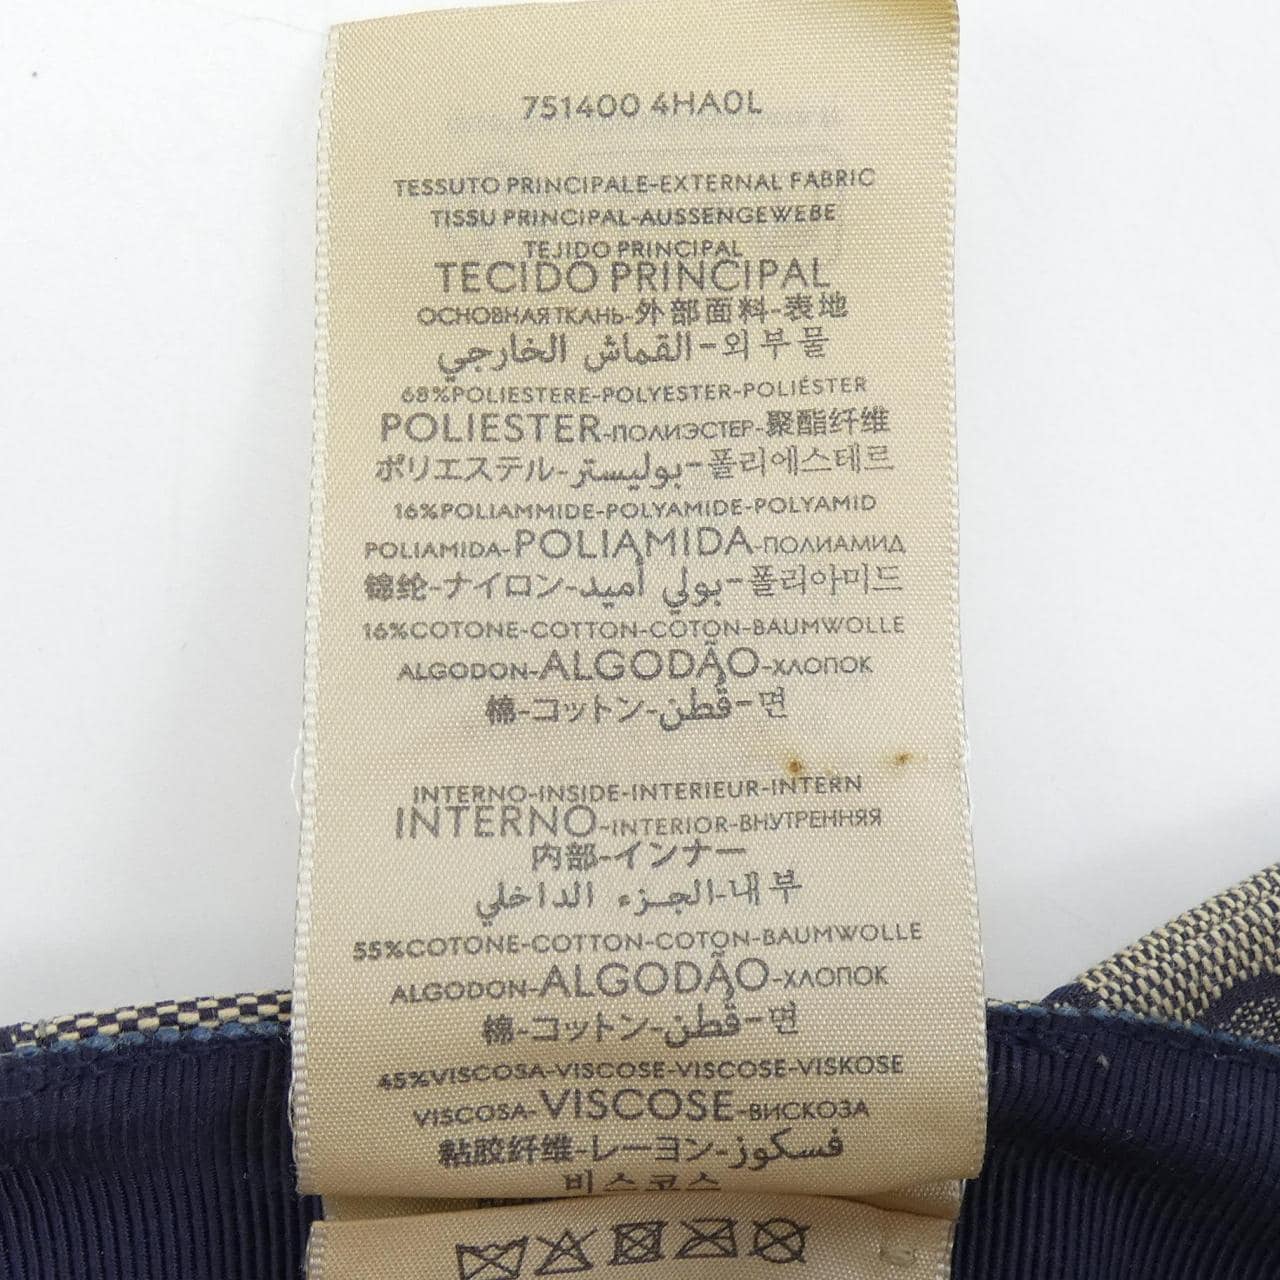 751400 4HA0L
TESSUTO PRINCIPALE-EXTERNAL FABRIC
TISSU PRINCIPAL-AUSSENGEWEBE
TEJIDO PRINCIPAL
TECIDO PRINCIPAL
ОСНОВНАЯ ТКАНЬ-外部面料-表地
القماش الخارجي-외부물
68%POLIESTERE-POLYESTER-POLIÉSTER
POLIESTER-ПОЛИЭСТЕР-聚酯纤维
ポリエステル-بوليستر-폴리에스테르
16%POLIAMMIDE-POLYAMIDE-POLYAMID
POLIAMIDA-POLIAMIDA-ПОЛИАМИД
锦纶-ナイロン-بولي أميد-폴리아미드
16%COTONE-COTTON-COTON-BAUMWOLLE
ALGODON-ALGODÃO-ХЛОПОК
棉-コットン-قطن-면
INTERNO-INSIDE-INTERIEUR-INTERN
INTERNO-INTERIOR-ВНУТРЕННЯЯ
内部-インナー
الجزء الداخلي-내부
55%COTONE-COTTON-COTON-BAUMWOLLE
ALGODON-ALGODÃO-ХЛОПОК
棉-コットン-قطن-면
45%VISCOSA-VISCOSE-VISCOSE-VISKOSE
VISCOSA-VISCOSE-ВИСКОЗА
粘胶纤维-レーヨン-فسكوز
비스코스